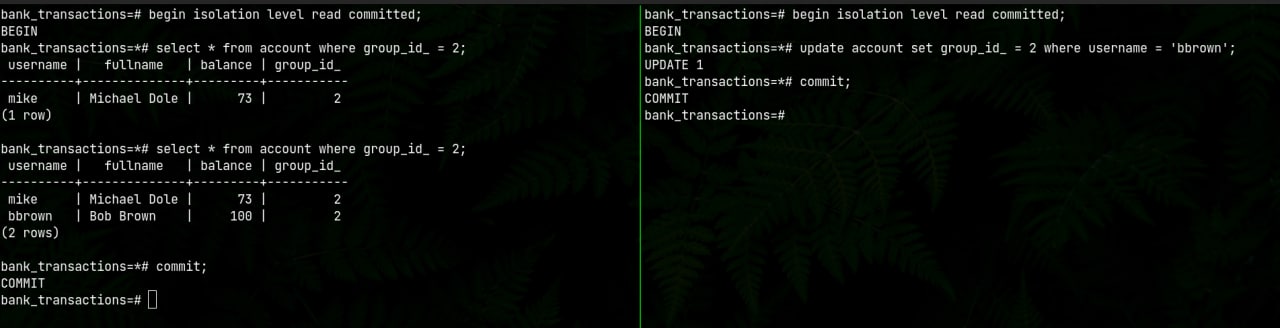 bank_transactions=# begin isolation level read committed;
BEGIN
bank_transactions=*# select * from account where group_id_ = 2;
 username |   fullname   | balance | group_id_
----------+--------------+---------+-----------
 mike     | Michael Dole |      73 |         2
(1 row)

bank_transactions=*# select * from account where group_id_ = 2;
 username |   fullname   | balance | group_id_
----------+--------------+---------+-----------
 mike     | Michael Dole |      73 |         2
 bbrown   | Bob Brown    |     100 |         2
(2 rows)

bank_transactions=*# commit;
COMMIT
bank_transactions=#
bank_transactions=# begin isolation level read committed;
BEGIN
bank_transactions=*# update account set group_id_ = 2 where username = 'bbrown';
UPDATE 1
bank_transactions=*# commit;
COMMIT
bank_transactions=#